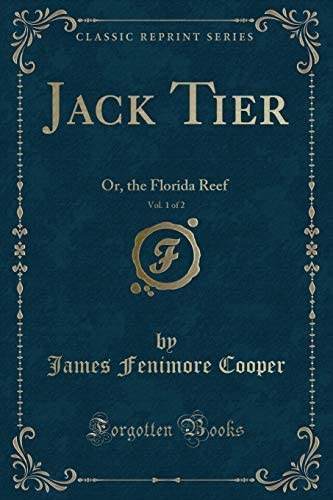 CLASSIC REPRINT SERIES
JACK TIER
Or, the Florida Reef
Vol. 1 of 2
F
by
James Fenimore Cooper
Forgotten Books